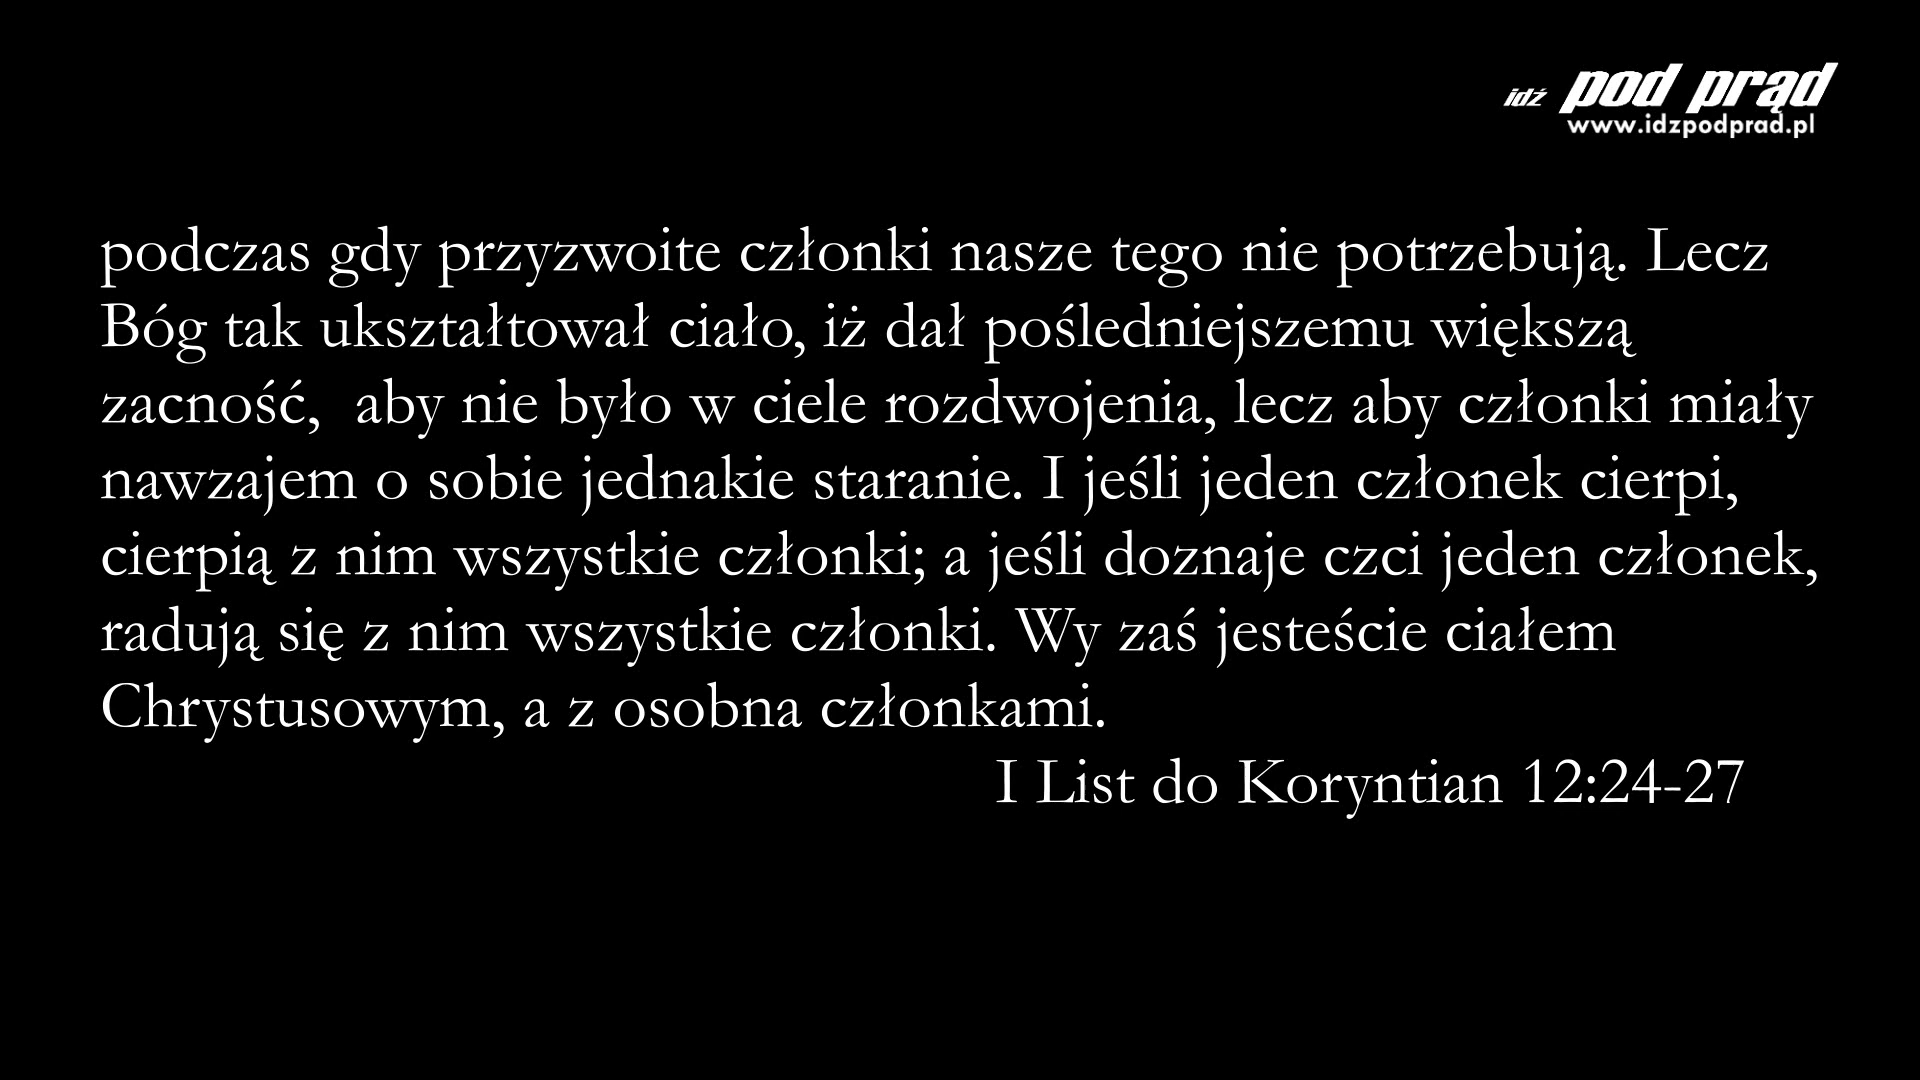 idź pod prąd
www.idzpodprad.pl
podczas gdy przyzwoite członki nasze tego nie potrzebują. Lecz
Bóg tak ukształtował ciało, iż dał pośledniejszemu większą
zacność,  aby nie było w ciele rozdwojenia, lecz aby członki miały
nawzajem o sobie jednakie staranie. I jeśli jeden członek cierpi,
cierpią z nim wszystkie członki; a jeśli doznaje czci jeden członek,
radują się z nim wszystkie członki. Wy zaś jesteście ciałem
Chrystusowym, a z osobna członkami.
I List do Koryntian 12:24-27